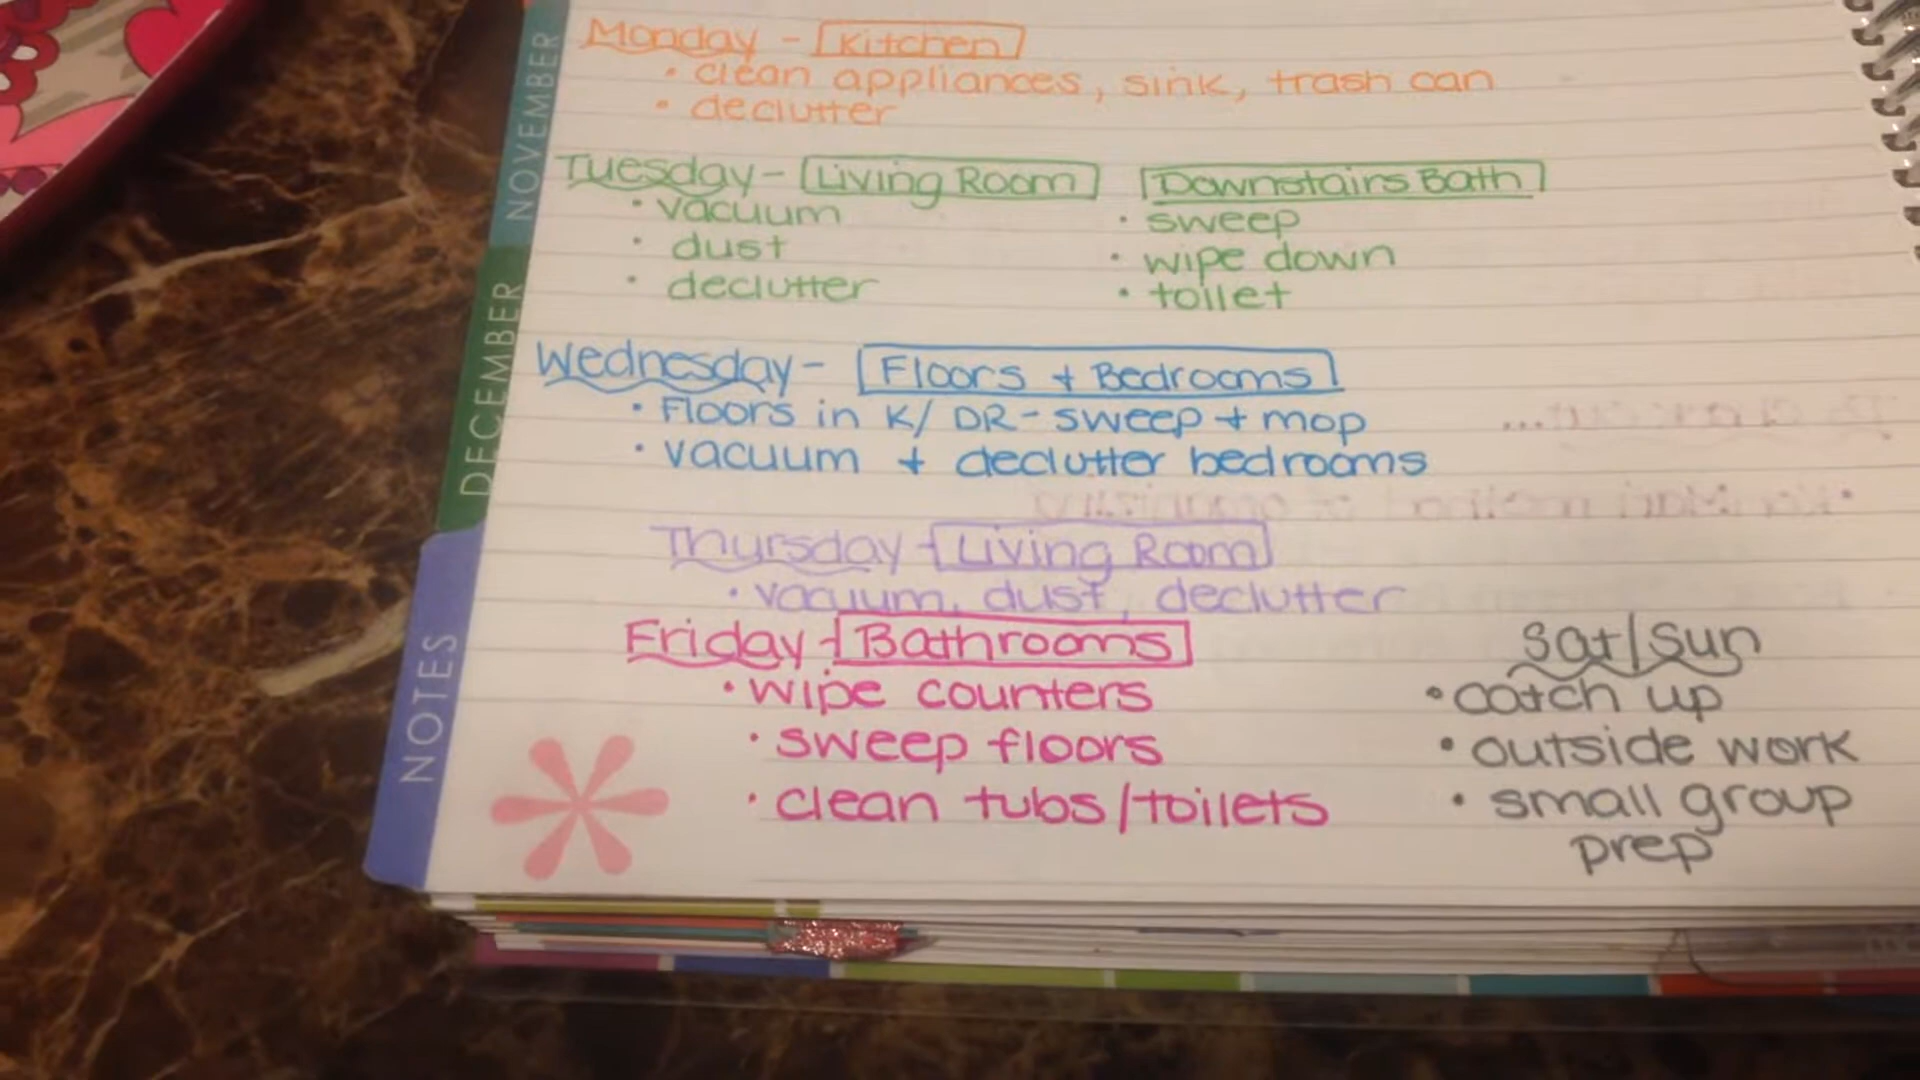 Monday - Kitchen
• clean appliances, sink, trash can
• declutter
Tuesday - Living Room
• vacuum
• dust
• declutter
Downstairs Bath
• sweep
• wipe down
• toilet
Wednesday - Floors + Bedrooms
• Floors in K/ DR - sweep + mop
• vacuum + declutter bedrooms
Thursday - Living Room
• vacuum, dust, declutter
Friday - Bathrooms
• wipe counters
• sweep floors
• clean tubs/toilets
Sat/Sun
• catch up
• outside work
• small group
prep
NOVEMBER
DECEMBER
NOTES